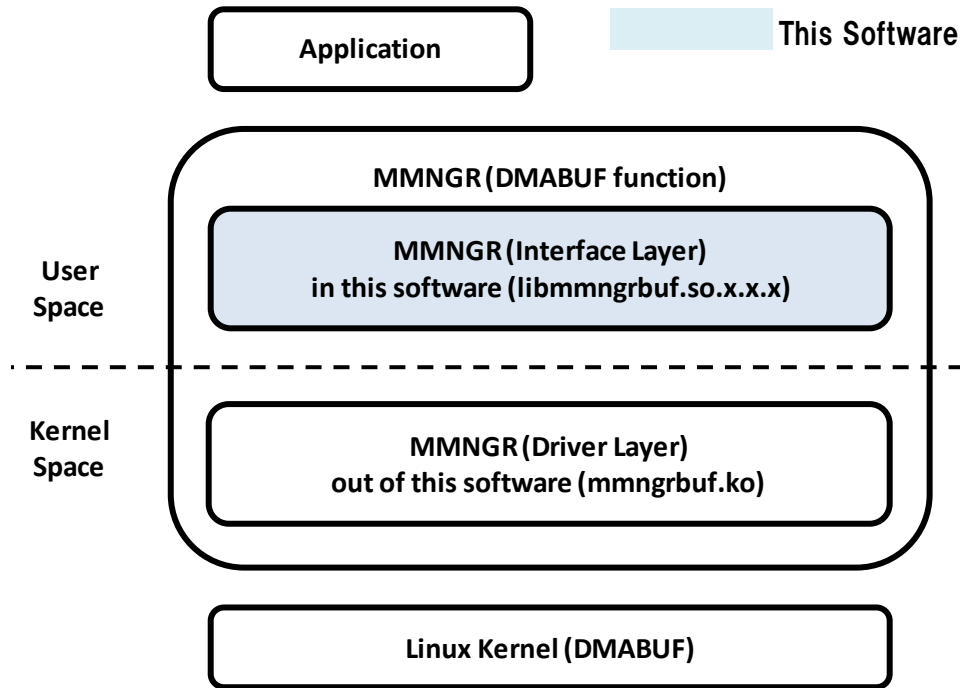 Application
This Software
MMNGR (DMABUF function)
MMNGR (Interface Layer)
in this software (libmmngrbuf.so.x.x.x)
User
Space
Kernel
Space
MMNGR (Driver Layer)
out of this software (mmngrbuf.ko)
Linux Kernel (DMABUF)